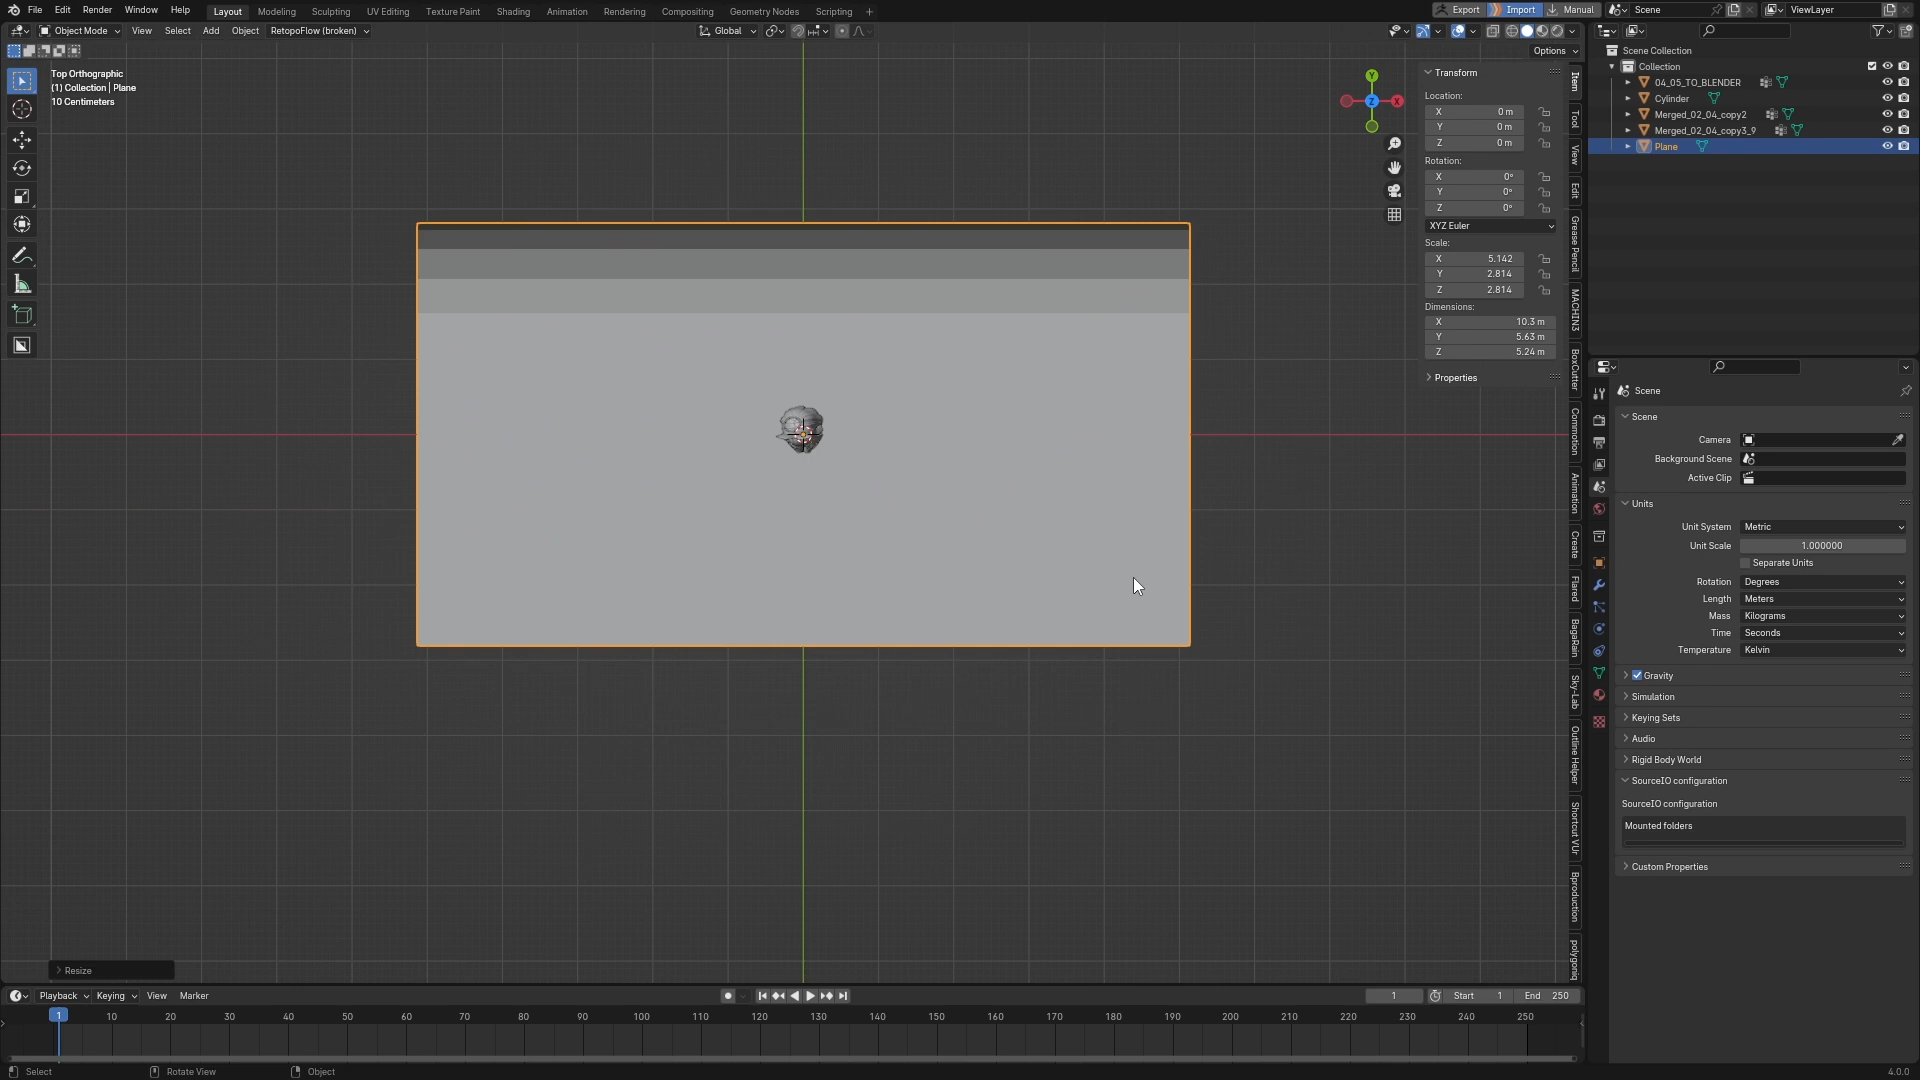 File Edit Render Window Help Layout Modeling Sculpting UV Editing Texture Paint Shading Animation Rendering Compositing Geometry Nodes Scripting + Export Import Manual Scene ViewLayer
Object Mode View Select Add Object RetopoFlow (broken) Global
Options
Top Orthographic
(1) Collection | Plane
10 Centimeters
Y
Z
X
Transform
Location:
X 0 m
Y 0 m
Z 0 m
Rotation:
X 0°
Y 0°
Z 0°
XYZ Euler
Scale:
X 5.142
Y 2.814
Z 2.814
Dimensions:
X 10.3 m
Y 5.63 m
Z 5.24 m
Properties
Item
Tool
View
Edit
Grease Pencil
MACHIN3
BoxCutter
Commotion
Animation
Create
Flared
BagaRain
Sky-Lab
Outline Helper
Shortcut VUr
Bproduction
polygoniq
Scene Collection
Collection
04_05_TO_BLENDER
Cylinder
Merged_02_04_copy2
Merged_02_04_copy3_9
Plane
Scene
Scene
Camera
Background Scene
Active Clip
Units
Unit System Metric
Unit Scale 1.000000
Separate Units
Rotation Degrees
Length Meters
Mass Kilograms
Time Seconds
Temperature Kelvin
Gravity
Simulation
Keying Sets
Audio
Rigid Body World
SourceIO configuration
SourceIO configuration
Mounted folders
Custom Properties
Resize
Playback Keying View Marker 1 Start 1 End 250
1 10 20 30 40 50 60 70 80 90 100 110 120 130 140 150 160 170 180 190 200 210 220 230 240 250
Select Rotate View Object 4.0.0